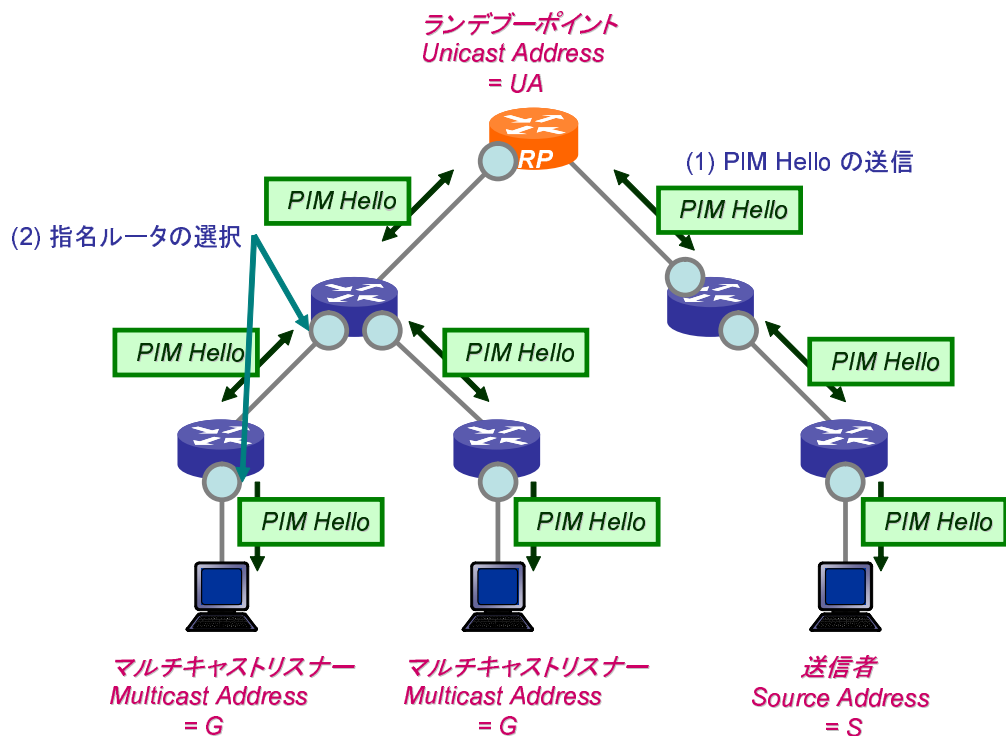 ランデブーポイント
Unicast Address
= UA
RP
(1) PIM Hello の送信
PIM Hello
PIM Hello
(2) 指名ルータの選択
PIM Hello
PIM Hello
PIM Hello
PIM Hello
PIM Hello
PIM Hello
マルチキャストリスナー
Multicast Address
= G
マルチキャストリスナー
Multicast Address
= G
送信者
Source Address
= S